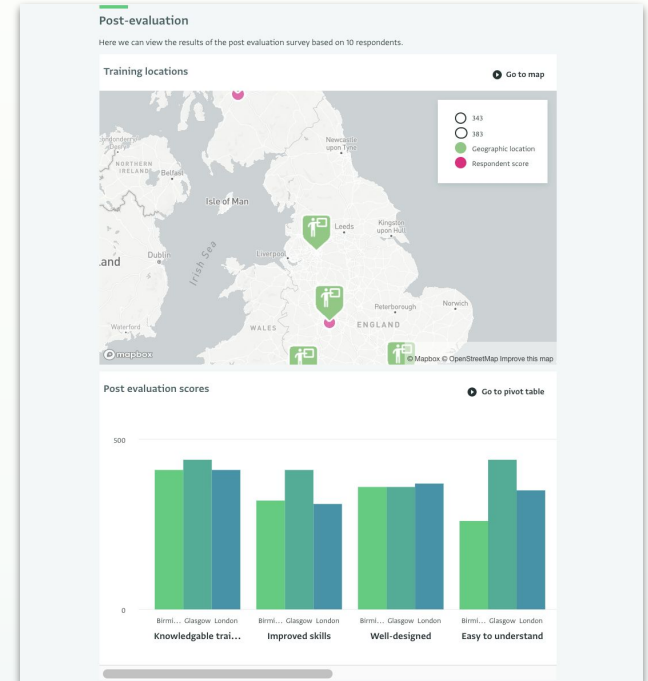 Post-evaluation
Here we can view the results of the post evaluation survey based on 10 respondents.
Training locations
Go to map
343
383
Geographic location
Respondent score
Newcastle
upon Tyne
NORTHERN
IRELAND
Belfast
Isle of Man
Leeds
Kingston
upon Hull
Irish Sea
Dublin
and
Liverpool
Peterborough
Norwich
Waterford
WALES
ENGLAND
mapbox
© Mapbox © OpenStreetMap Improve this map
Post evaluation scores
Go to pivot table
500
0
Birmi... Glasgow London Birmi... Glasgow London Birmi... Glasgow London Birmi... Glasgow London
Knowledgable trai... Improved skills Well-designed Easy to understand